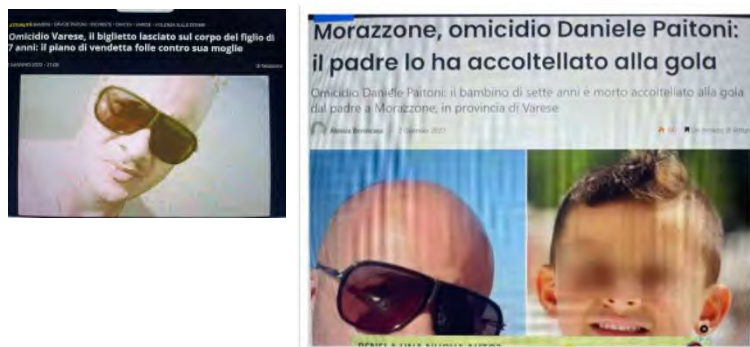 Omicidio Varese, il biglietto lasciato sul corpo del figlio di
7 anni: il piano di vendetta folle contro sua moglie
Morazzone, omicidio Daniele Paitoni:
il padre lo ha accoltellato alla gola
Omicidio Daniele Paitoni: il bambino di sette anni è morto accoltellato alla gola
dal padre a Morazzone, in provincia di Varese